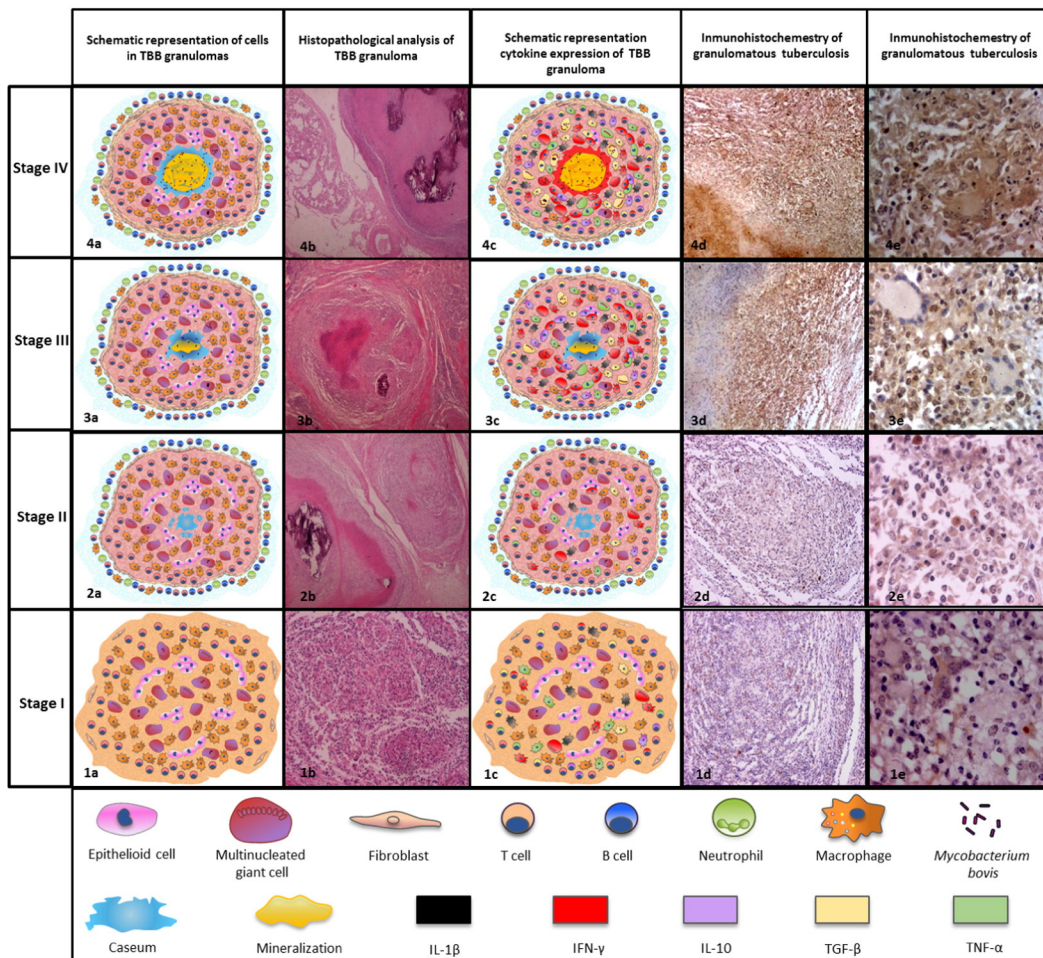 Schematic representation of cells
in TBB granulomas
Histopathological analysis of
TBB granuloma
Schematic representation
cytokine expression of TBB
granuloma
Inmunohistochemestry of
granulomatous tuberculosis
Inmunohistochemestry of
granulomatous tuberculosis
Stage IV
4a
4b
4c
4d
4e
Stage III
3a
3b
3c
3d
3e
Stage II
2a
2b
2c
2d
2e
Stage I
1a
1b
1c
1d
1e
Epithelioid cell
Multinucleated
giant cell
Fibroblast
T cell
B cell
Neutrophil
Macrophage
Mycobacterium
bovis
Caseum
Mineralization
IL-1β
IFN-γ
IL-10
TGF-β
TNF-α